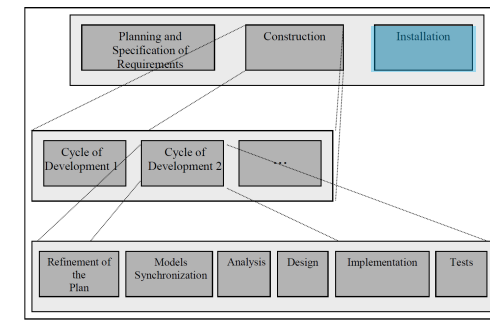 Planning and
Specification of
Requirements
Construction
Installation
Cycle of
Development 1
Cycle of
Development 2
...
Refinement of
the
Plan
Models
Synchronization
Analysis
Design
Implementation
Tests